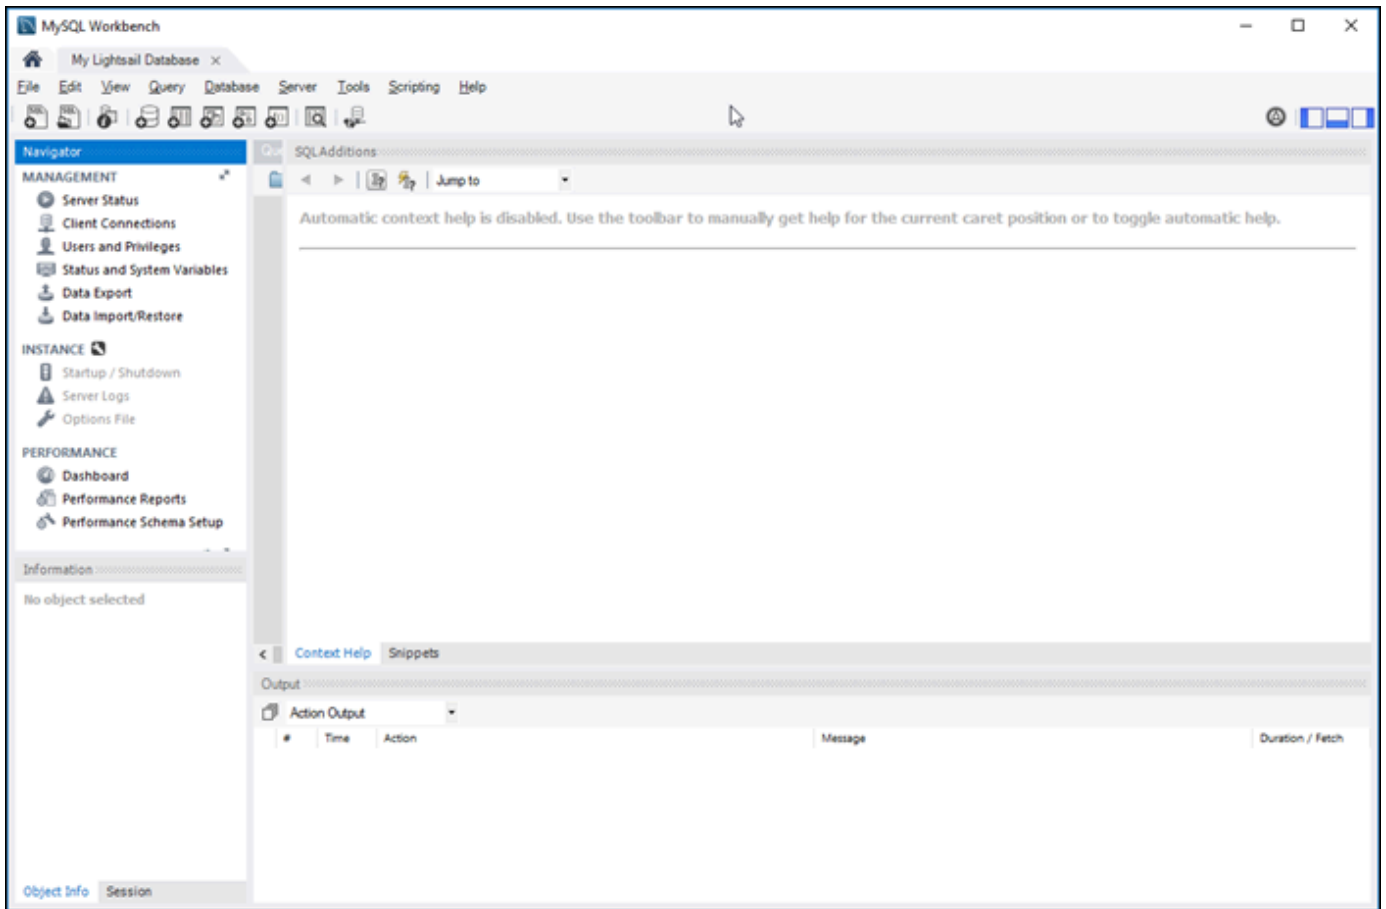 MySQL Workbench
My Lightsail Database
File Edit View Query Database Server Tools Scripting Help
Navigator
SQLAdditions
MANAGEMENT
Jump to
Server Status
Automatic context help is disabled. Use the toolbar to manually get help for the current caret position or to toggle automatic help.
Client Connections
Users and Privileges
Status and System Variables
Data Export
Data Import/Restore
INSTANCE
Startup / Shutdown
Server Logs
Options File
PERFORMANCE
Dashboard
Performance Reports
Performance Schema Setup
Information
No object selected
Context Help Snippets
Output
Action Output
# Time Action Message Duration / Fetch
Object Info Session